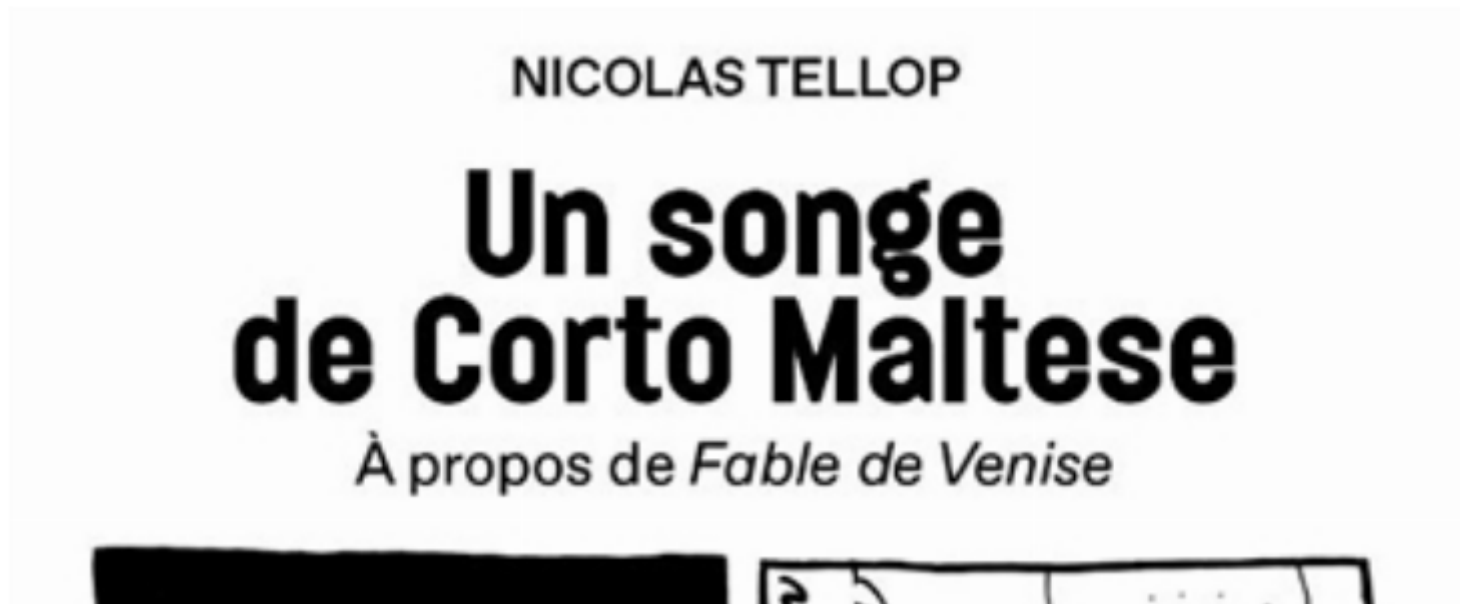 NICOLAS TELLOP
Un songe
de Corto Maltese
À propos de Fable de Venise